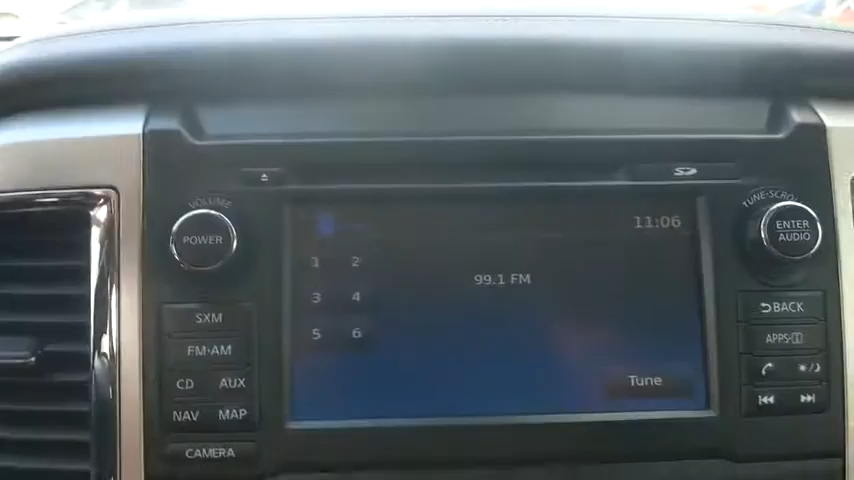 VOLUME
POWER
SXM
FM·AM
CD AUX
NAV MAP
CAMERA
11:06
1 2
99.1 FM
3 4
5 6
Tune
TUNE·SCROLL
ENTER
AUDIO
BACK
APPS